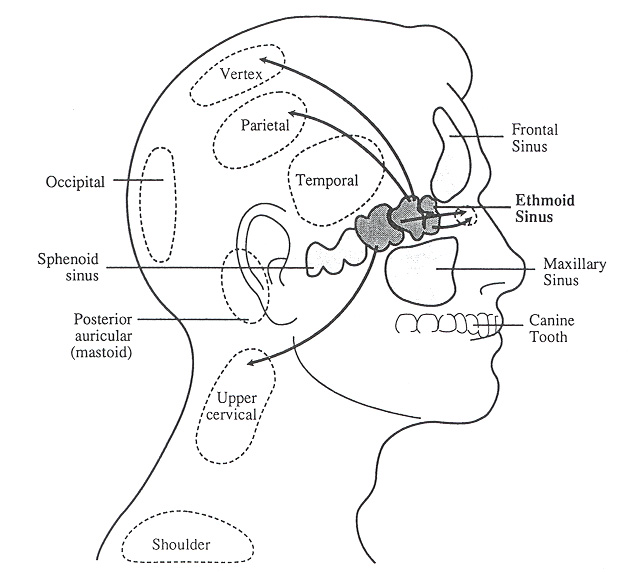 Vertex
Parietal
Frontal
Sinus
Occipital
Temporal
Ethmoid
Sinus
Sphenoid
sinus
Maxillary
Sinus
Posterior
auricular
(mastoid)
Canine
Tooth
Upper
cervical
Shoulder